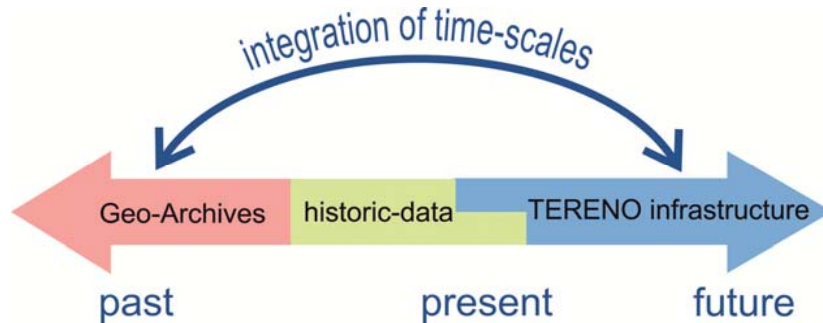 integration of time-scales
Geo-Archives historic-data TERENO infrastructure
past present future